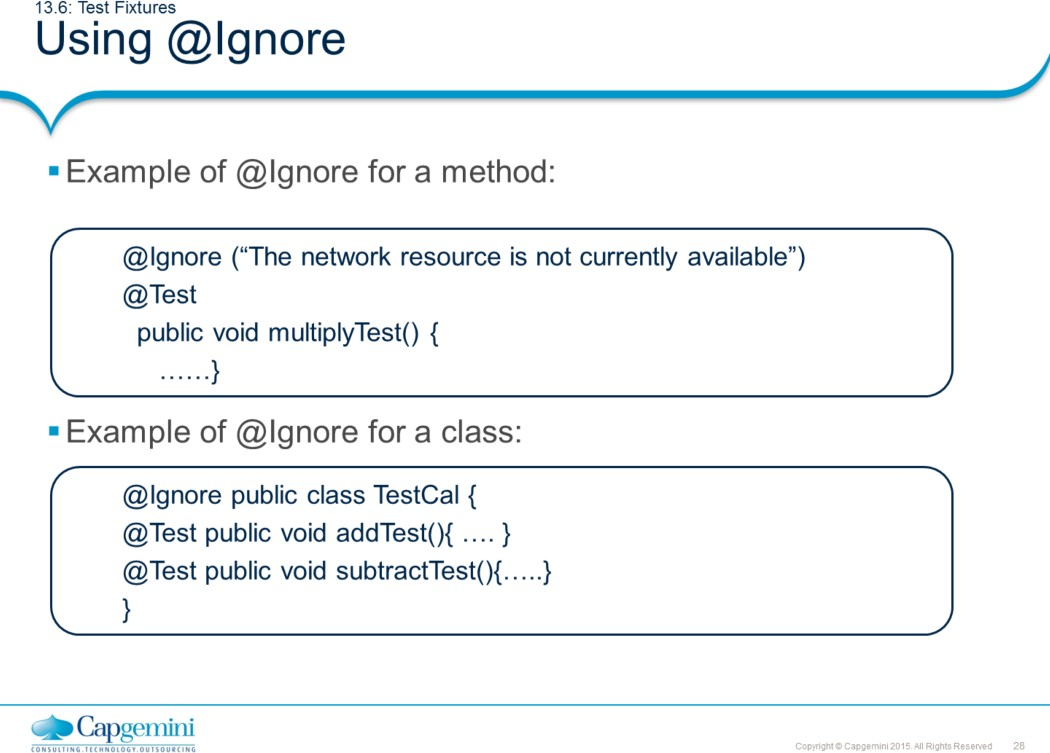 13.6: Test Fixtures
Using @Ignore
Example of @Ignore for a method:
@Ignore (“The network resource is not currently available”)
@Test
public void multiplyTest() {
……}
Example of @Ignore for a class:
@Ignore public class TestCal {
@Test public void addTest(){ …. }
@Test public void subtractTest(){…..}
}
Capgemini
CONSULTING.TECHNOLOGY.OUTSOURCING
Copyright © Capgemini 2015. All Rights Reserved 28